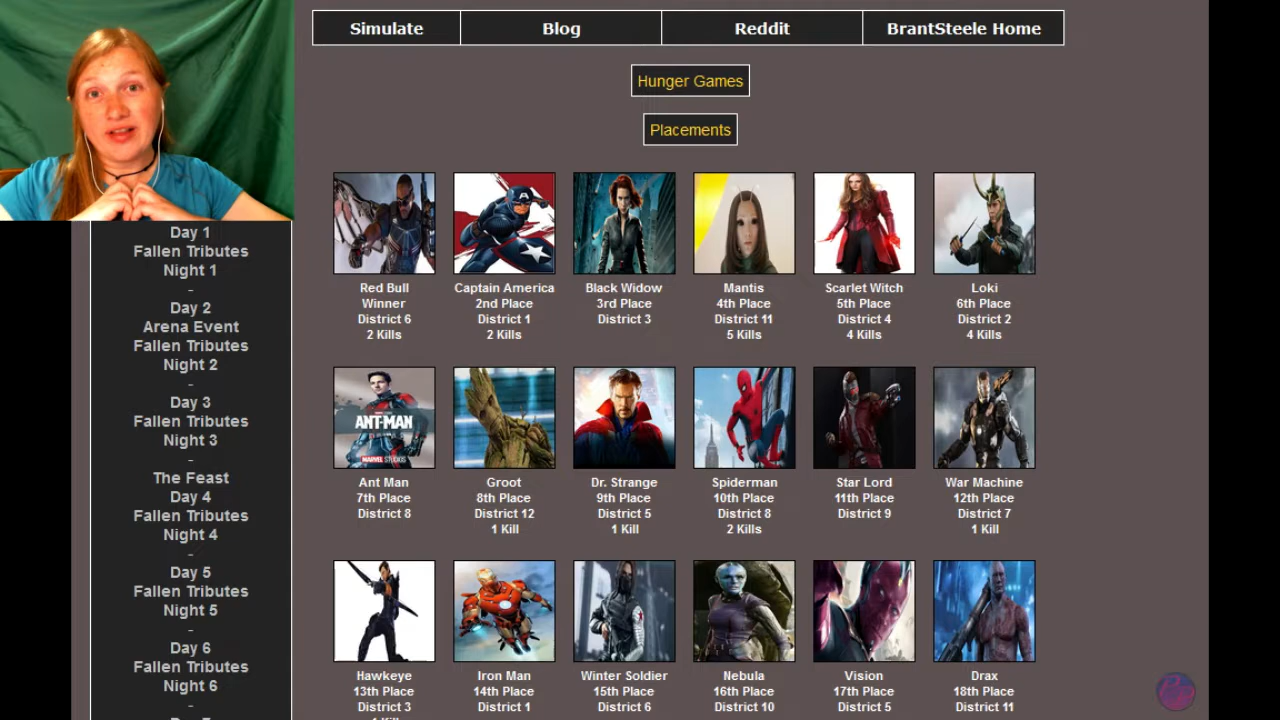 Simulate
Blog
Reddit
BrantSteele Home
Hunger Games
Placements
Day 1
Fallen Tributes
Night 1
-
Day 2
Arena Event
Fallen Tributes
Night 2
-
Day 3
Fallen Tributes
Night 3
-
The Feast
Day 4
Fallen Tributes
Night 4
-
Day 5
Fallen Tributes
Night 5
-
Day 6
Fallen Tributes
Night 6
-
Red Bull
Winner
District 6
2 Kills
A
Captain America
2nd Place
District 1
2 Kills
Black Widow
3rd Place
District 3
Mantis
4th Place
District 11
5 Kills
Scarlet Witch
5th Place
District 4
4 Kills
Loki
6th Place
District 2
4 Kills
ANT-MAN
MARVEL STUDIOS
Ant Man
7th Place
District 8
Groot
8th Place
District 12
1 Kill
Dr. Strange
9th Place
District 5
1 Kill
Spiderman
10th Place
District 8
2 Kills
Star Lord
11th Place
District 9
War Machine
12th Place
District 7
1 Kill
Hawkeye
13th Place
District 3
1 Kill
Iron Man
14th Place
District 1
Winter Soldier
15th Place
District 6
Nebula
16th Place
District 10
Vision
17th Place
District 5
Drax
18th Place
District 11